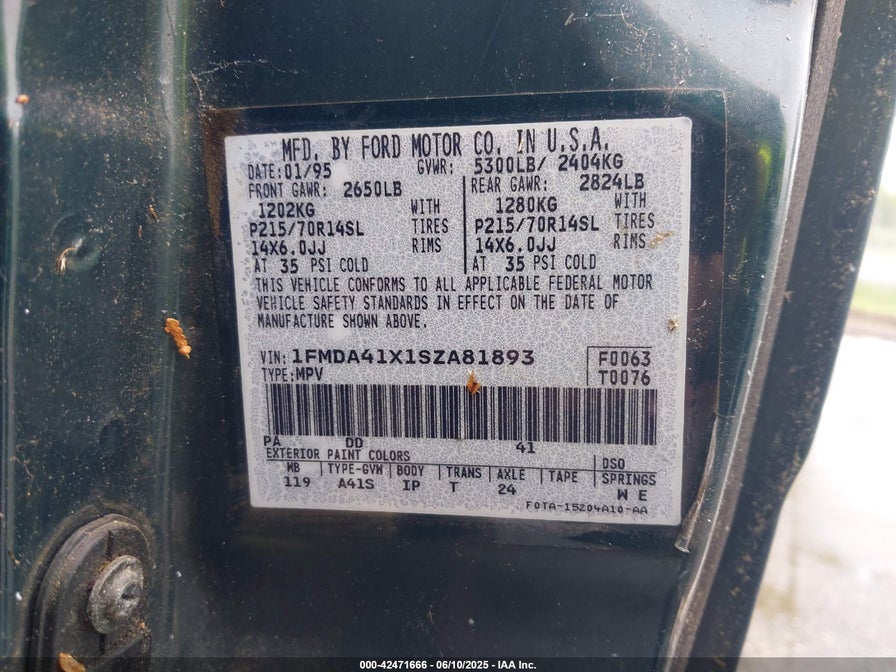 MFD. BY FORD MOTOR CO. IN U.S.A.
DATE: 01/95 GVWR: 5300LB/ 2404KG
FRONT GAWR: 2650LB REAR GAWR: 2824LB
1202KG WITH 1280KG WITH
P215/70R14SL TIRES P215/70R14SL TIRES
14X6.0JJ RIMS 14X6.0JJ RIMS
AT 35 PSI COLD AT 35 PSI COLD
THIS VEHICLE CONFORMS TO ALL APPLICABLE FEDERAL MOTOR
VEHICLE SAFETY STANDARDS IN EFFECT ON THE DATE OF
MANUFACTURE SHOWN ABOVE.
VIN: 1FMDA41X1SZA81893 F0063
TYPE: MPV T0076
PA DD 41
EXTERIOR PAINT COLORS DSO
WB TYPE-GVM BODY TRANS AXLE TAPE SPRINGS
119 A41S IP T 24 W E
F0TA-15204A10-AA
000-42471666 - 06/10/2025 - IAA Inc.